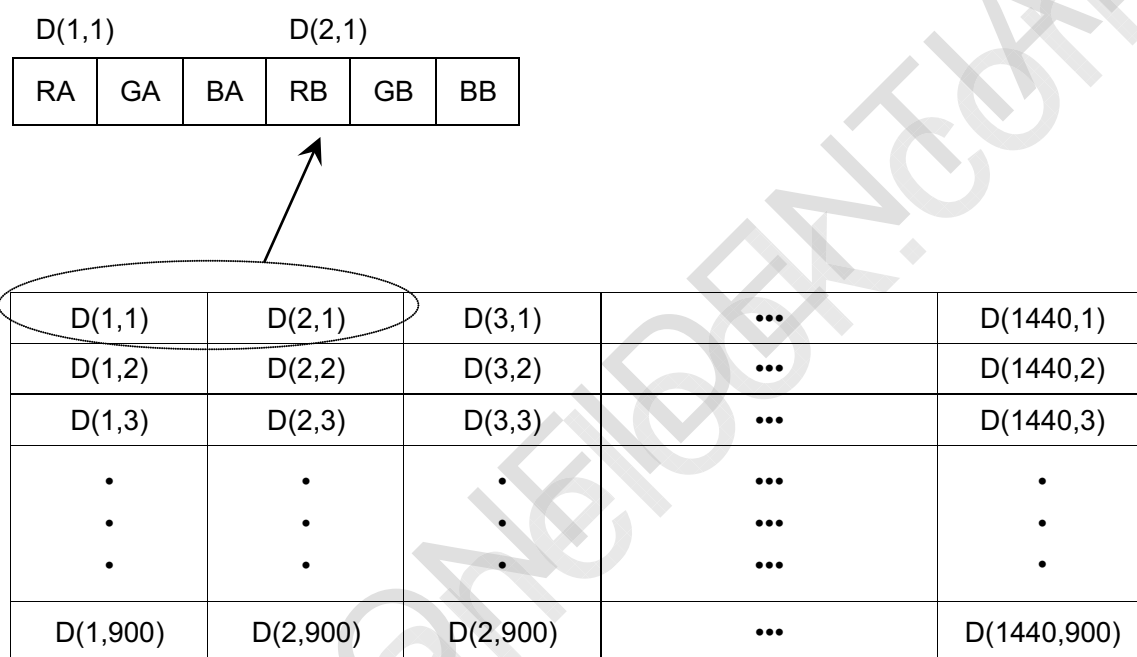 D(1,1) D(2,1)
RA GA BA RB GB BB
D(1,1) D(2,1) D(3,1) ••• D(1440,1)
D(1,2) D(2,2) D(3,2) ••• D(1440,2)
D(1,3) D(2,3) D(3,3) ••• D(1440,3)
• • • ••• •
• • • ••• •
• • • ••• •
D(1,900) D(2,900) D(2,900) ••• D(1440,900)